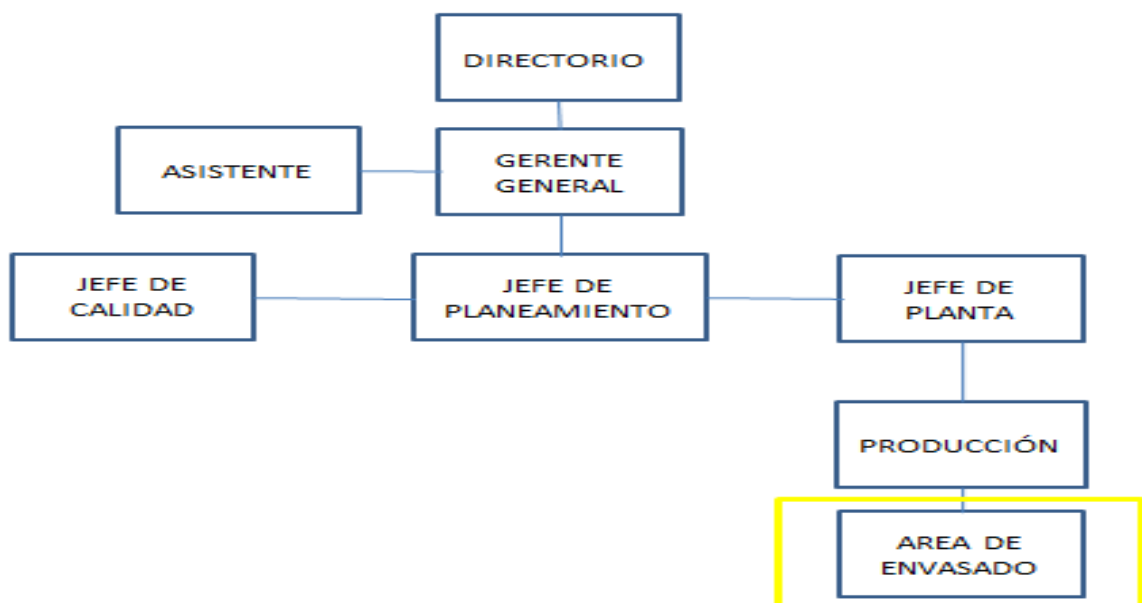 DIRECTORIO
ASISTENTE
GERENTE
GENERAL
JEFE DE
CALIDAD
JEFE DE
PLANEAMIENTO
JEFE DE
PLANTA
PRODUCCIÓN
AREA DE
ENVASADO